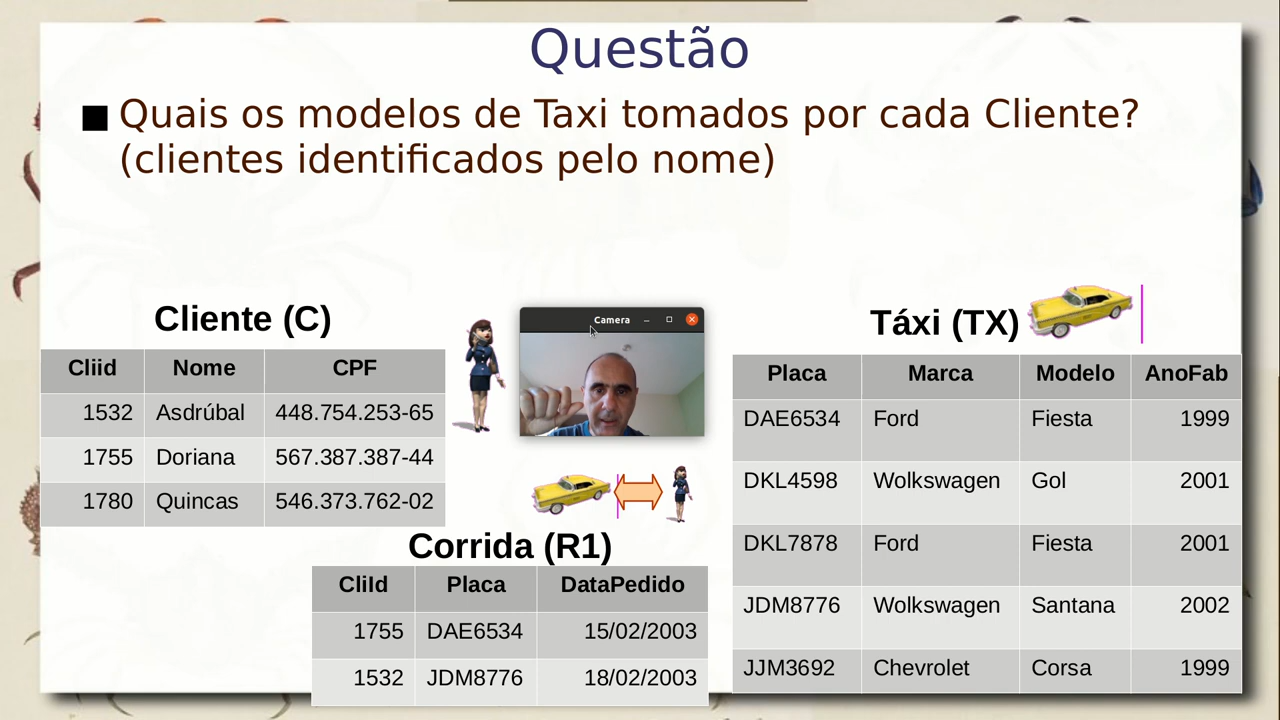 Questão
Quais os modelos de Taxi tomados por cada Cliente?
(clientes identificados pelo nome)
Cliente (C)
Cliid Nome CPF
1532 Asdrúbal 448.754.253-65
1755 Doriana 567.387.387-44
1780 Quincas 546.373.762-02
Camera
Corrida (R1)
CliId Placa DataPedido
1755 DAE6534 15/02/2003
1532 JDM8776 18/02/2003
Táxi (TX)
Placa Marca Modelo AnoFab
DAE6534 Ford Fiesta 1999
DKL4598 Wolkswagen Gol 2001
DKL7878 Ford Fiesta 2001
JDM8776 Wolkswagen Santana 2002
JJM3692 Chevrolet Corsa 1999